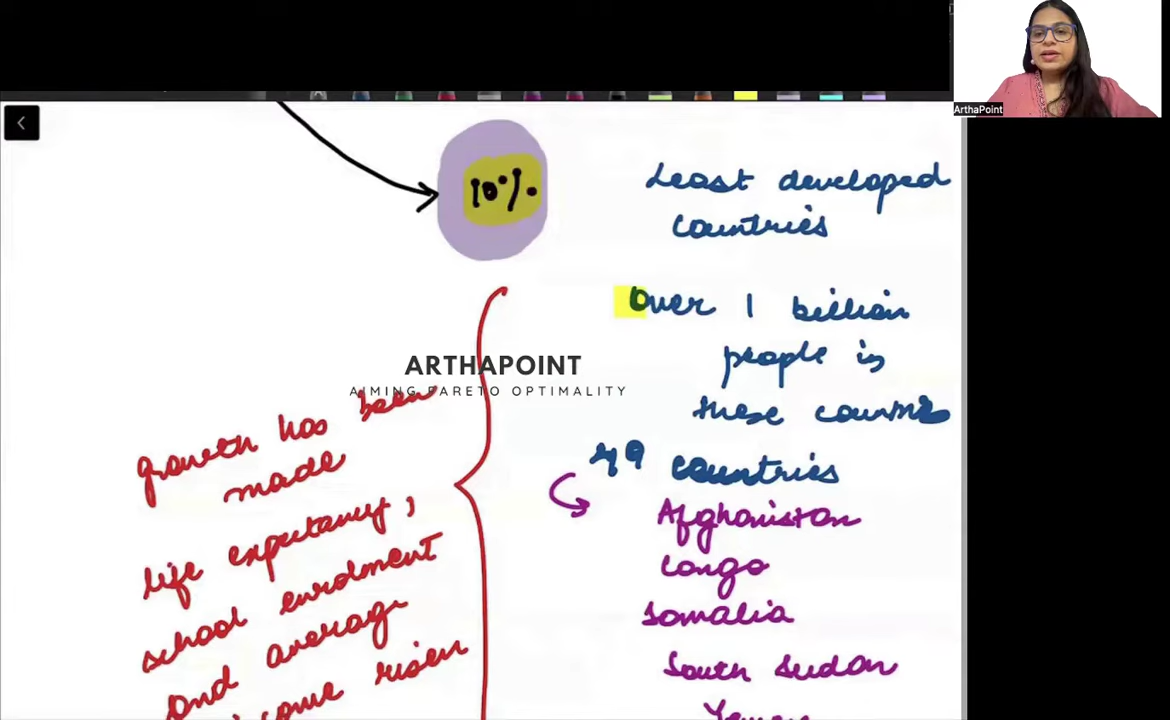 ArthaPoint
10%.
Least developed
countries
Over 1 billion
people in
these countries
49 countries
Afghanistan
Congo
Somalia
South Sudan
Yemen
ARTHAPOINT
AIMING PARETO OPTIMALITY
growth has been
made
life expectancy,
school enrolment
and average
income risen